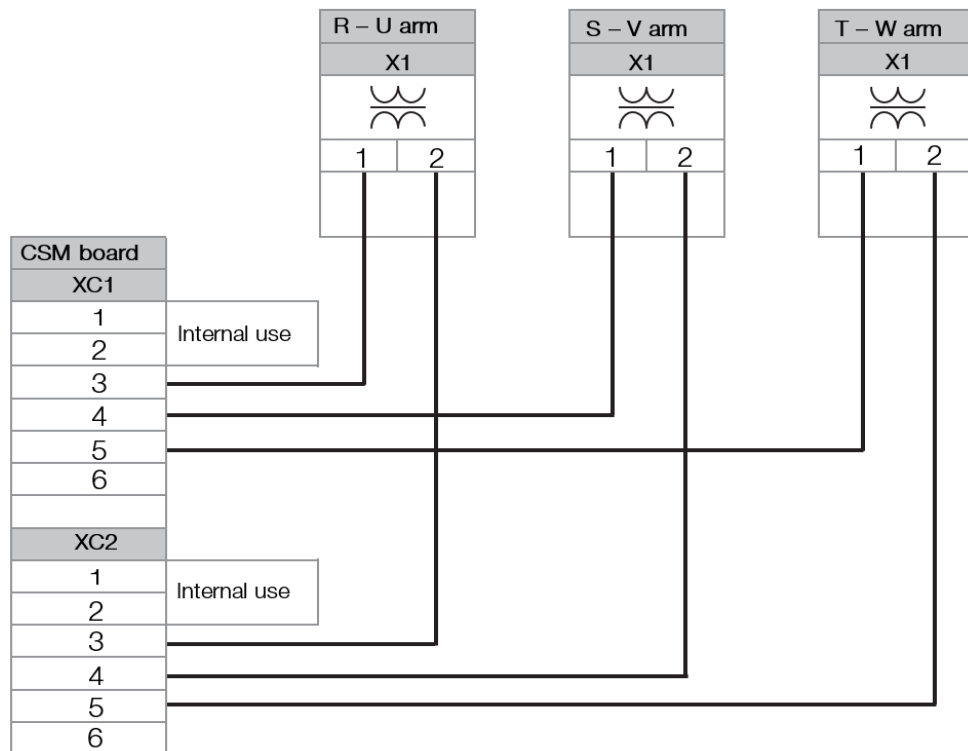 R – U arm
X1
1 2
S – V arm
X1
1 2
T – W arm
X1
1 2
CSM board
XC1
1
2
Internal use
3
4
5
6
XC2
1
2
Internal use
3
4
5
6